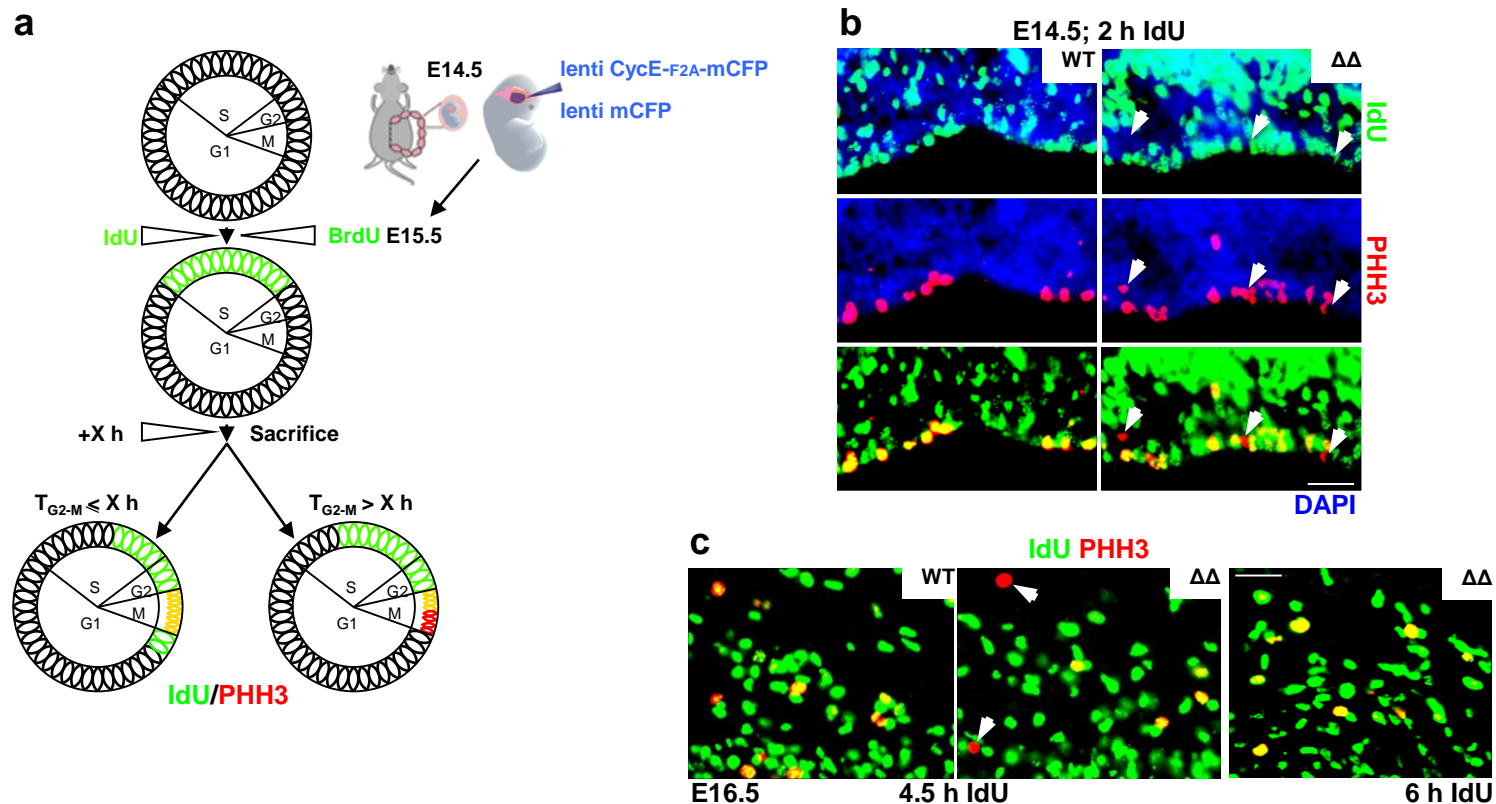 a
E14.5
lenti CycE-F2A-mCFP
lenti mCFP
S
G2
M
G1
IdU
BrdU E15.5
S
G2
M
G1
+X h
Sacrifice
TG2-M ⩽ X h
TG2-M > X h
S
G2
M
G1
S
G2
M
G1
IdU/PHH3
b
E14.5; 2 h IdU
WT
ΔΔ
IdU
PHH3
DAPI
c
IdU PHH3
WT
ΔΔ
ΔΔ
E16.5
4.5 h IdU
6 h IdU